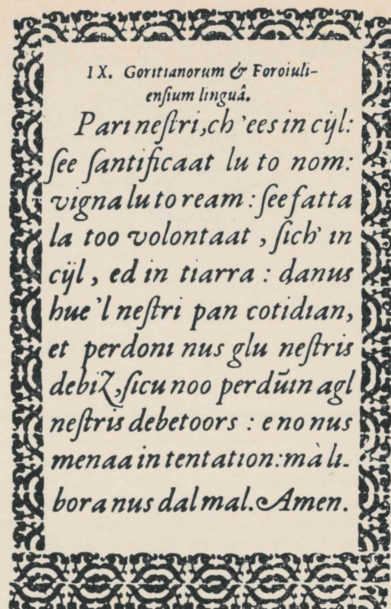 IX. Goritianorum & Foroiuli-
ensium linguâ.
Pari nestri, ch'ees in cÿl:
see santificaat lu to nom:
vigna lu to ream: see fatta
la too volontaat, sich' in
cÿl, ed in tiarra: danus
hue'l nestri pan cotidian,
et perdoni nus glu nestris
debiz, sicu noo perdūin agl
nestris debetoors: e no nus
menaa in tentation: mà li-
bora nus dal mal. Amen.